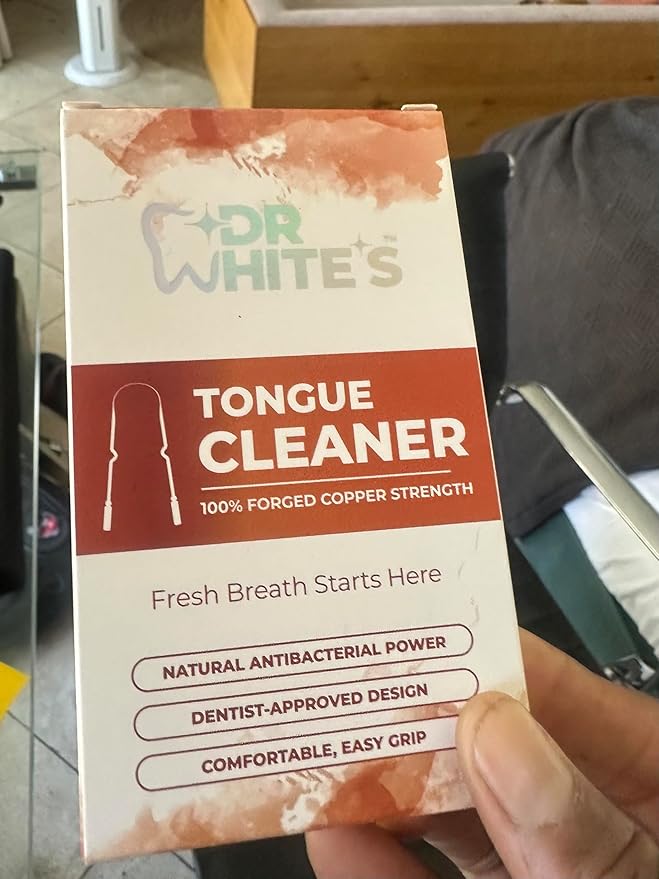 DR
WHITE'S™
TONGUE
CLEANER
100% FORGED COPPER STRENGTH
Fresh Breath Starts Here
NATURAL ANTIBACTERIAL POWER
DENTIST-APPROVED DESIGN
COMFORTABLE, EASY GRIP